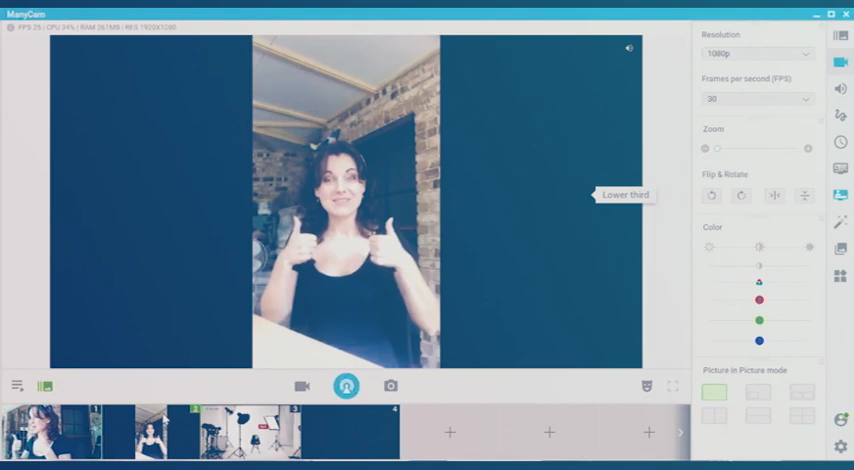 ManyCam
FPS 25 | CPU 34% | RAM 261MB | RES 1920X1080
Resolution
1080p
Frames per second (FPS)
30
Zoom
Flip & Rotate
Lower third
Color
Picture in Picture mode
1
2
3
4